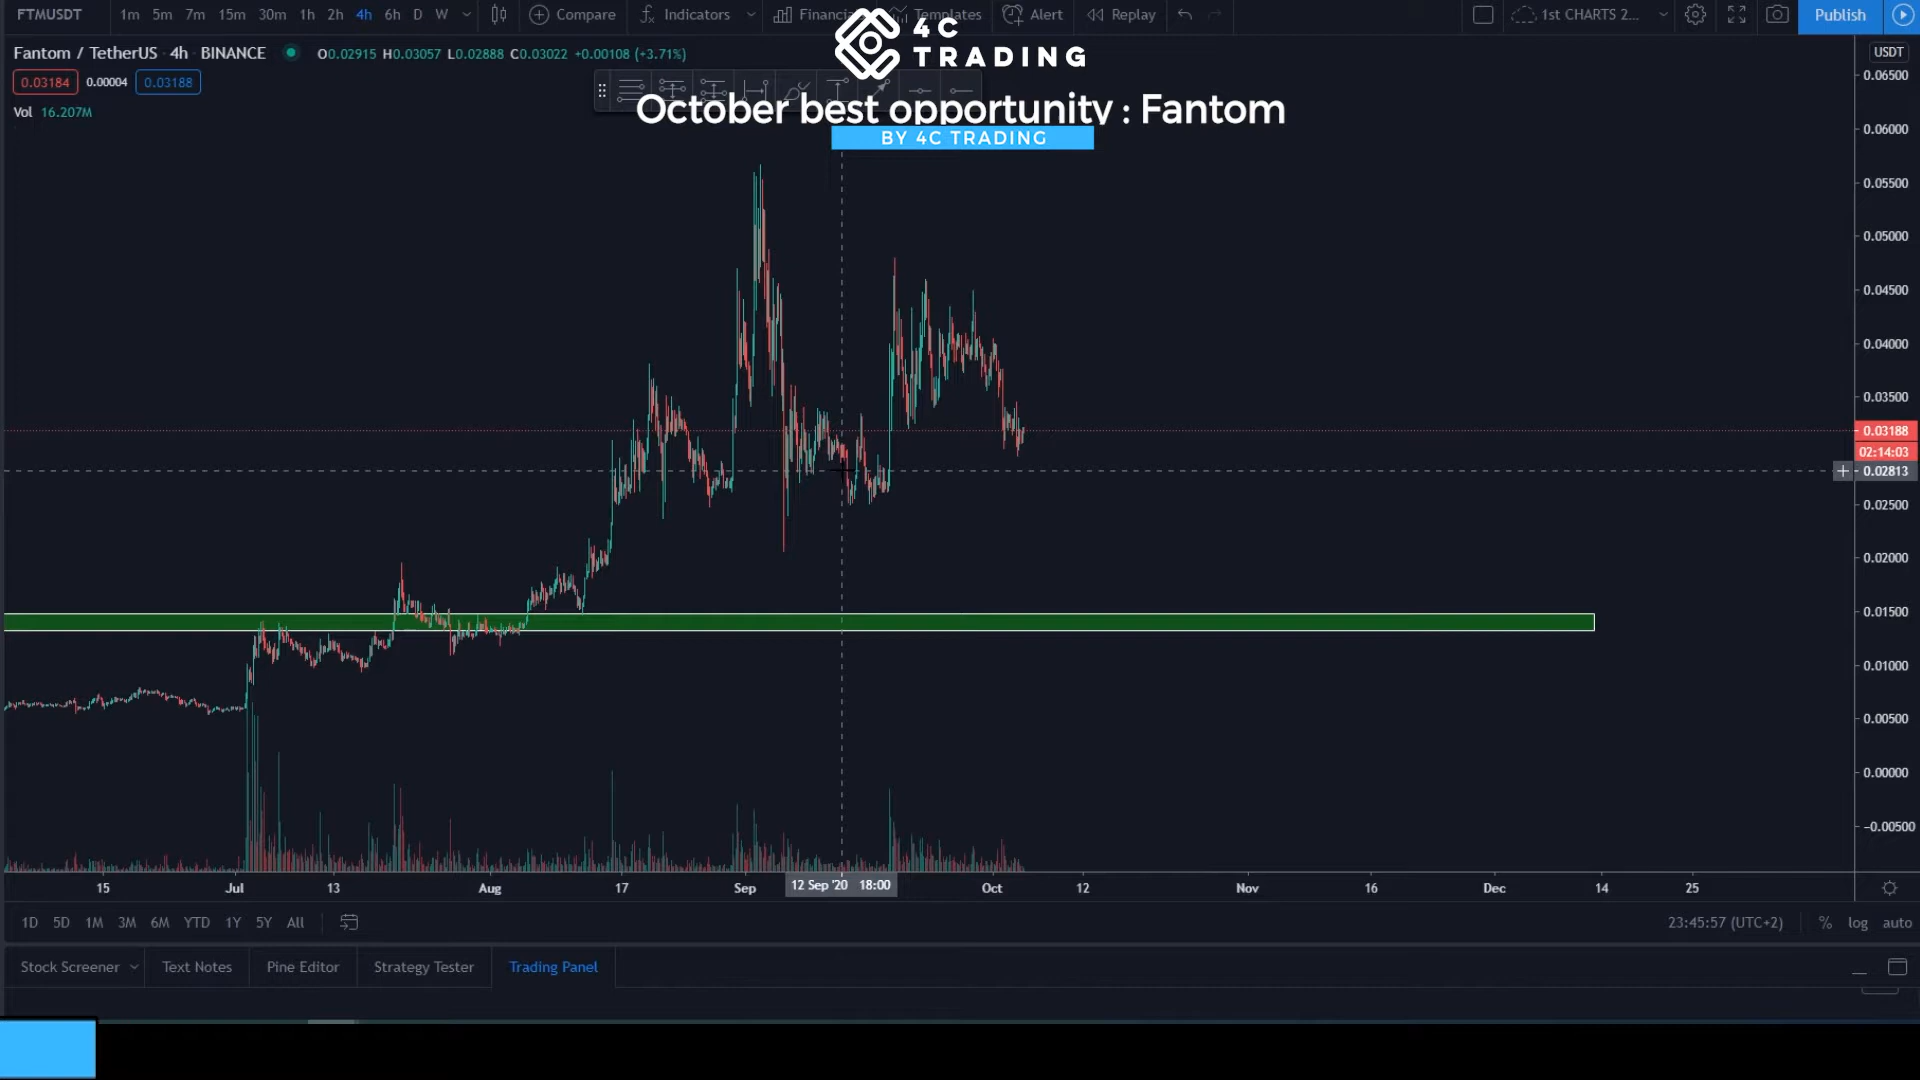 FTMUSDT 1m 5m 7m 15m 30m 1h 2h 4h 6h D W Compare Indicators Financia Templates Alert Replay 1st CHARTS 2... Publish
4C
TRADING
Fantom / TetherUS 4h BINANCE O0.02915 H0.03057 L0.02888 C0.03022 +0.00108 (+3.71%)
USDT
0.03184 0.00004 0.03188
October best opportunity : Fantom
BY 4C TRADING
Vol 16.207M
0.06500
0.06000
0.05500
0.05000
0.04500
0.04000
0.03500
0.03188
02:14:03
0.02813
0.02500
0.02000
0.01500
0.01000
0.00500
0.00000
-0.00500
15 Jul 13 Aug 17 Sep 12 Sep '20 18:00 Oct 12 Nov 16 Dec 14 25
1D 5D 1M 3M 6M YTD 1Y 5Y All 23:45:57 (UTC+2) % log auto
Stock Screener Text Notes Pine Editor Strategy Tester Trading Panel